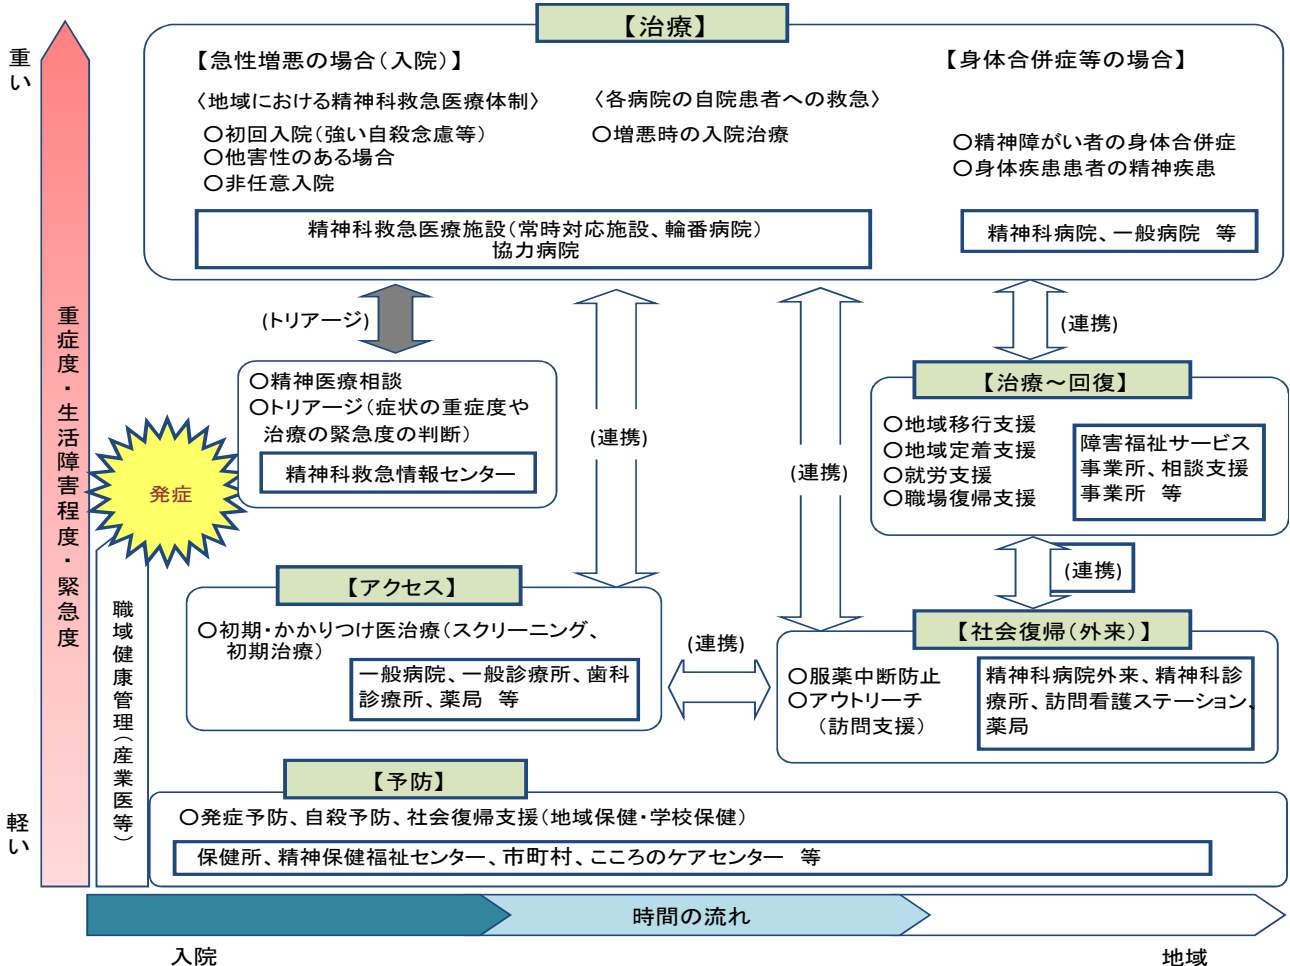 【治療】
重い
【急性増悪の場合（入院）】
【身体合併症等の場合】
〈地域における精神科救急医療体制〉
〈各病院の自院患者への救急〉
○初回入院（強い自殺念慮等）
○他害性のある場合
○非任意入院
○増悪時の入院治療
○精神障がい者の身体合併症
○身体疾患患者の精神疾患
精神科救急医療施設（常時対応施設、輪番病院）
協力病院
精神科病院、一般病院 等
重症度・生活障害程度・緊急度
(トリアージ)
(連携)
(連携)
(連携)
○精神医療相談
○トリアージ（症状の重症度や
治療の緊急度の判断）
精神科救急情報センター
発症
【治療～回復】
○地域移行支援
○地域定着支援
○就労支援
○職場復帰支援
障害福祉サービス
事業所、相談支援
事業所 等
(連携)
職域健康管理（産業医等）
【アクセス】
○初期・かかりつけ医治療（スクリーニング、
初期治療）
一般病院、一般診療所、歯科
診療所、薬局 等
(連携)
【社会復帰（外来）】
○服薬中断防止
○アウトリーチ
（訪問支援）
精神科病院外来、精神科診
療所、訪問看護ステーション、
薬局
【予防】
○発症予防、自殺予防、社会復帰支援（地域保健・学校保健）
保健所、精神保健福祉センター、市町村、こころのケアセンター 等
軽い
時間の流れ
入院
地域